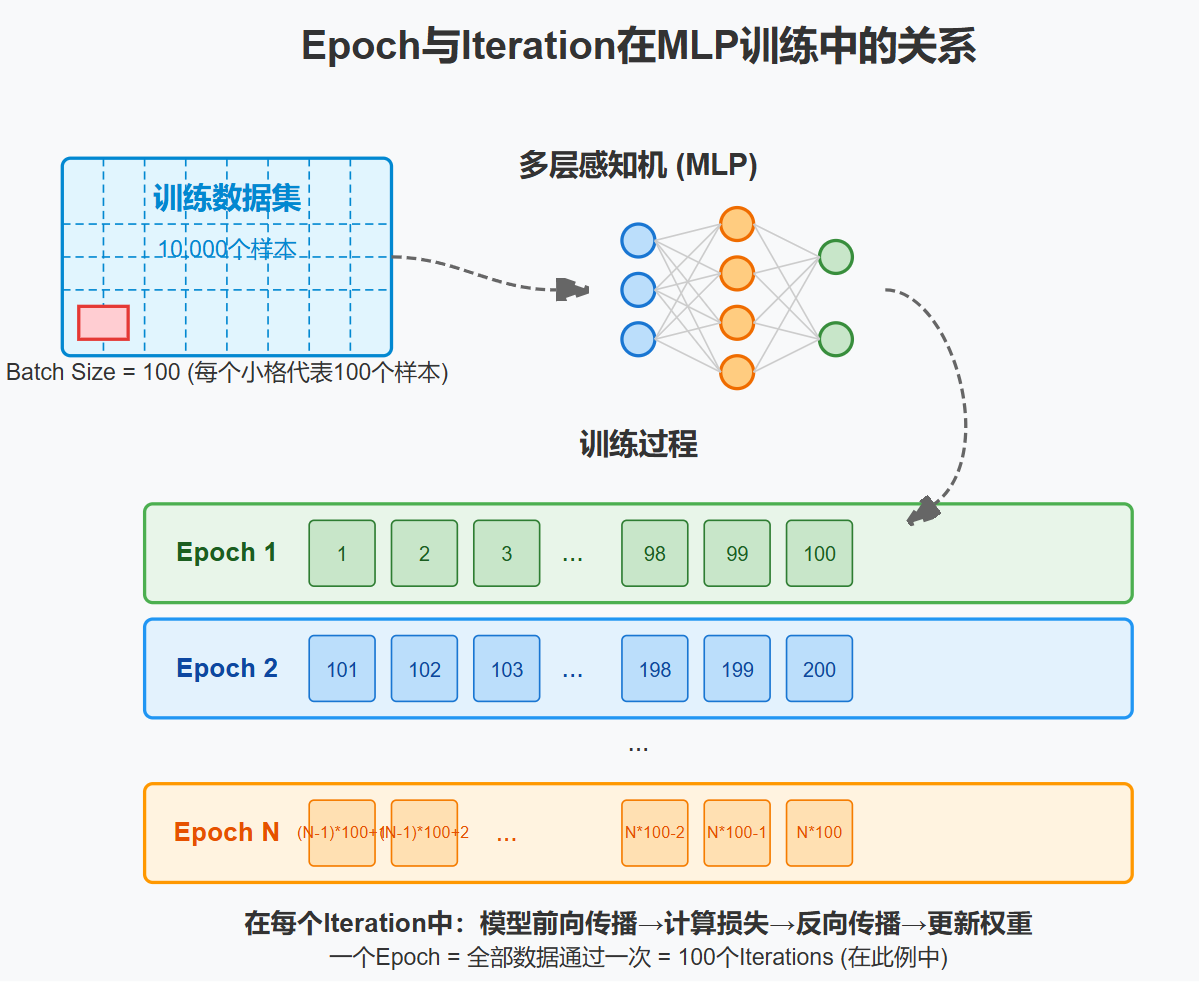 Epoch与Iteration在MLP训练中的关系
训练数据集
10,000个样本
Batch Size = 100 (每个小格代表100个样本)
多层感知机 (MLP)
训练过程
Epoch 1
1
2
3
...
98
99
100
Epoch 2
101
102
103
...
198
199
200
...
Epoch N
(N-1)*100+1
(N-1)*100+2
...
N*100-2
N*100-1
N*100
在每个Iteration中：模型前向传播→计算损失→反向传播→更新权重
一个Epoch = 全部数据通过一次 = 100个Iterations (在此例中)